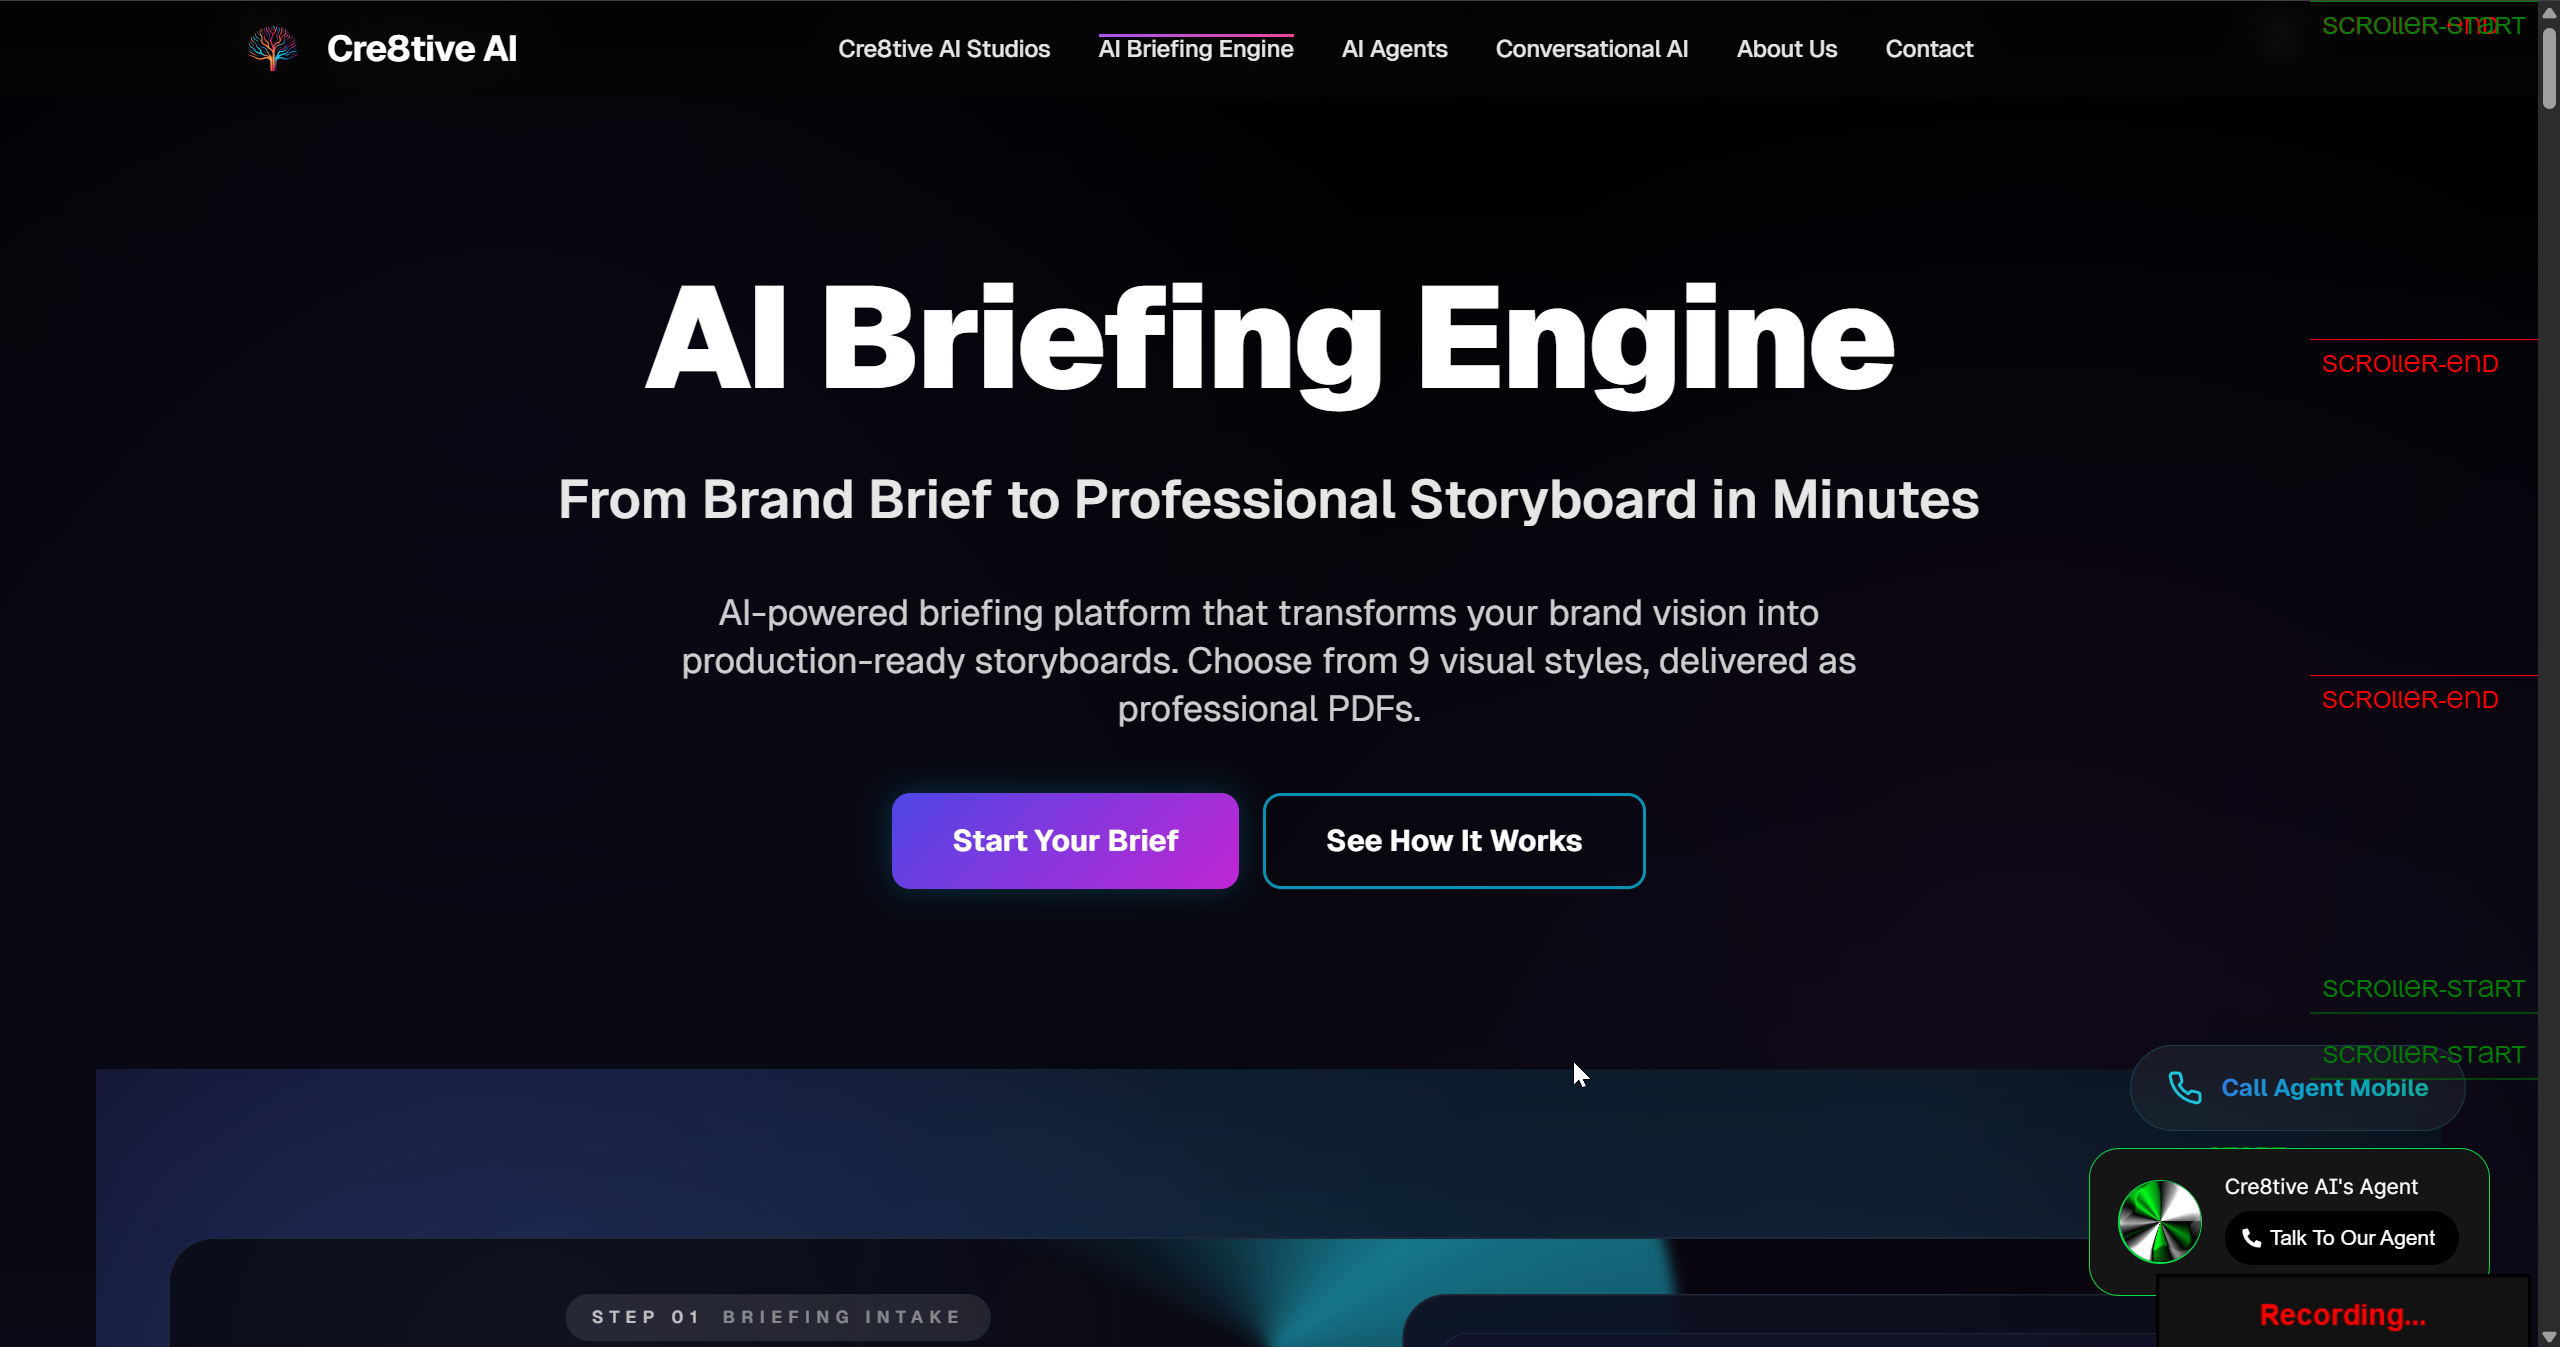 Cre8tive AI
Cre8tive AI Studios
AI Briefing Engine
AI Agents
Conversational AI
About Us
Contact
scroller-start
scroller-end
AI Briefing Engine
scroller-end
From Brand Brief to Professional Storyboard in Minutes
AI-powered briefing platform that transforms your brand vision into
production-ready storyboards. Choose from 9 visual styles, delivered as
professional PDFs.
scroller-end
Start Your Brief
See How It Works
scroller-start
scroller-start
Call Agent Mobile
Cre8tive AI's Agent
Talk To Our Agent
STEP 01 BRIEFING INTAKE
Recording...